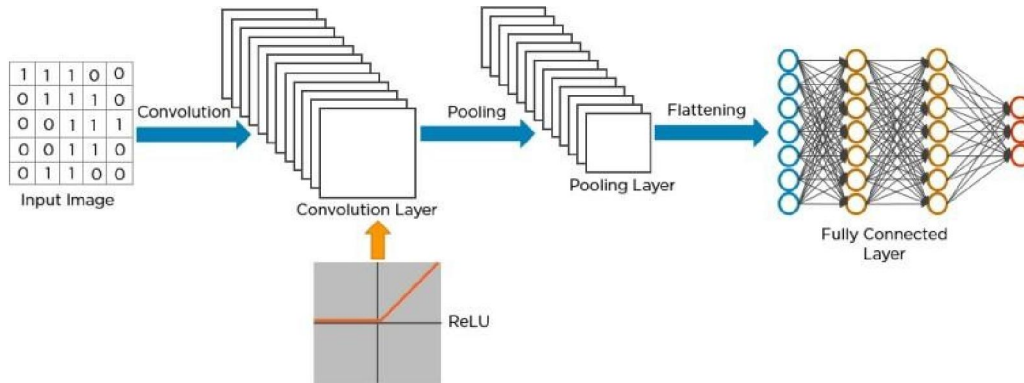 1 1 1 0 0
0 1 1 1 0
0 0 1 1 1
0 0 1 1 0
0 1 1 0 0
Input Image
Convolution
Convolution Layer
ReLU
Pooling
Pooling Layer
Flattening
Fully Connected
Layer